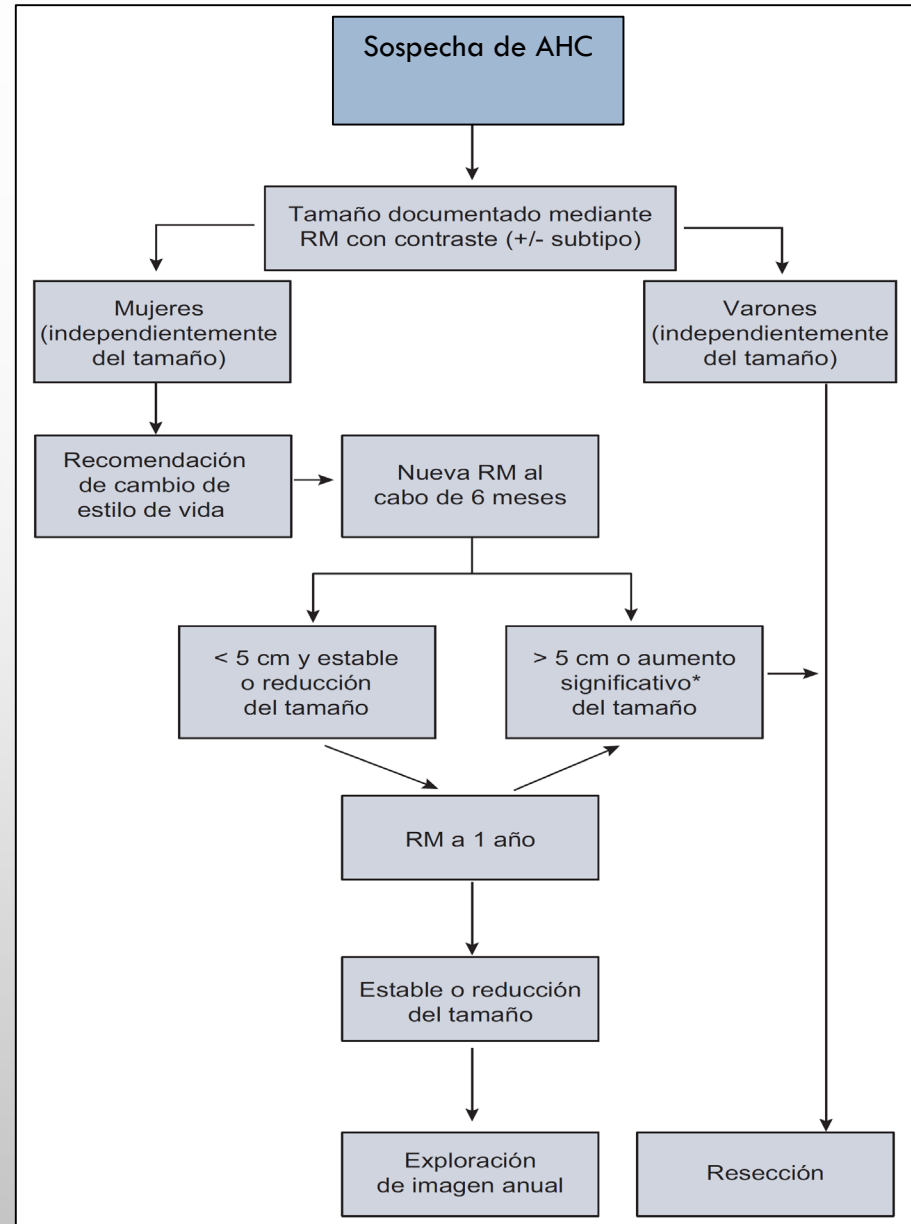 Sospecha de AHC
Tamaño documentado mediante
RM con contraste (+/- subtipo)
Mujeres
(independientemente
del tamaño)
Varones
(independientemente
del tamaño)
Recomendación
de cambio de
estilo de vida
Nueva RM al
cabo de 6 meses
< 5 cm y estable
o reducción
del tamaño
> 5 cm o aumento
significativo*
del tamaño
RM a 1 año
Estable o reducción
del tamaño
Exploración
de imagen anual
Resección